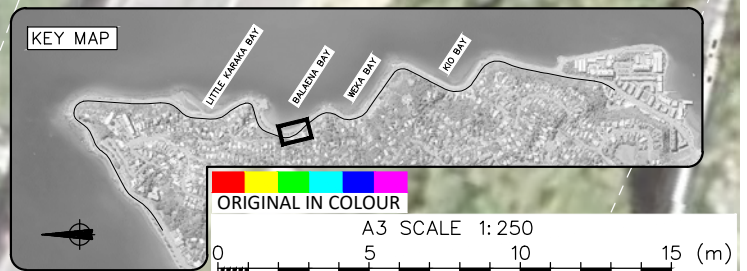 KEY MAP
LITTLE KARAKA BAY
BALAENA BAY
WEKA BAY
KIO BAY
ORIGINAL IN COLOUR
A3 SCALE 1:250
0 5 10 15 (m)